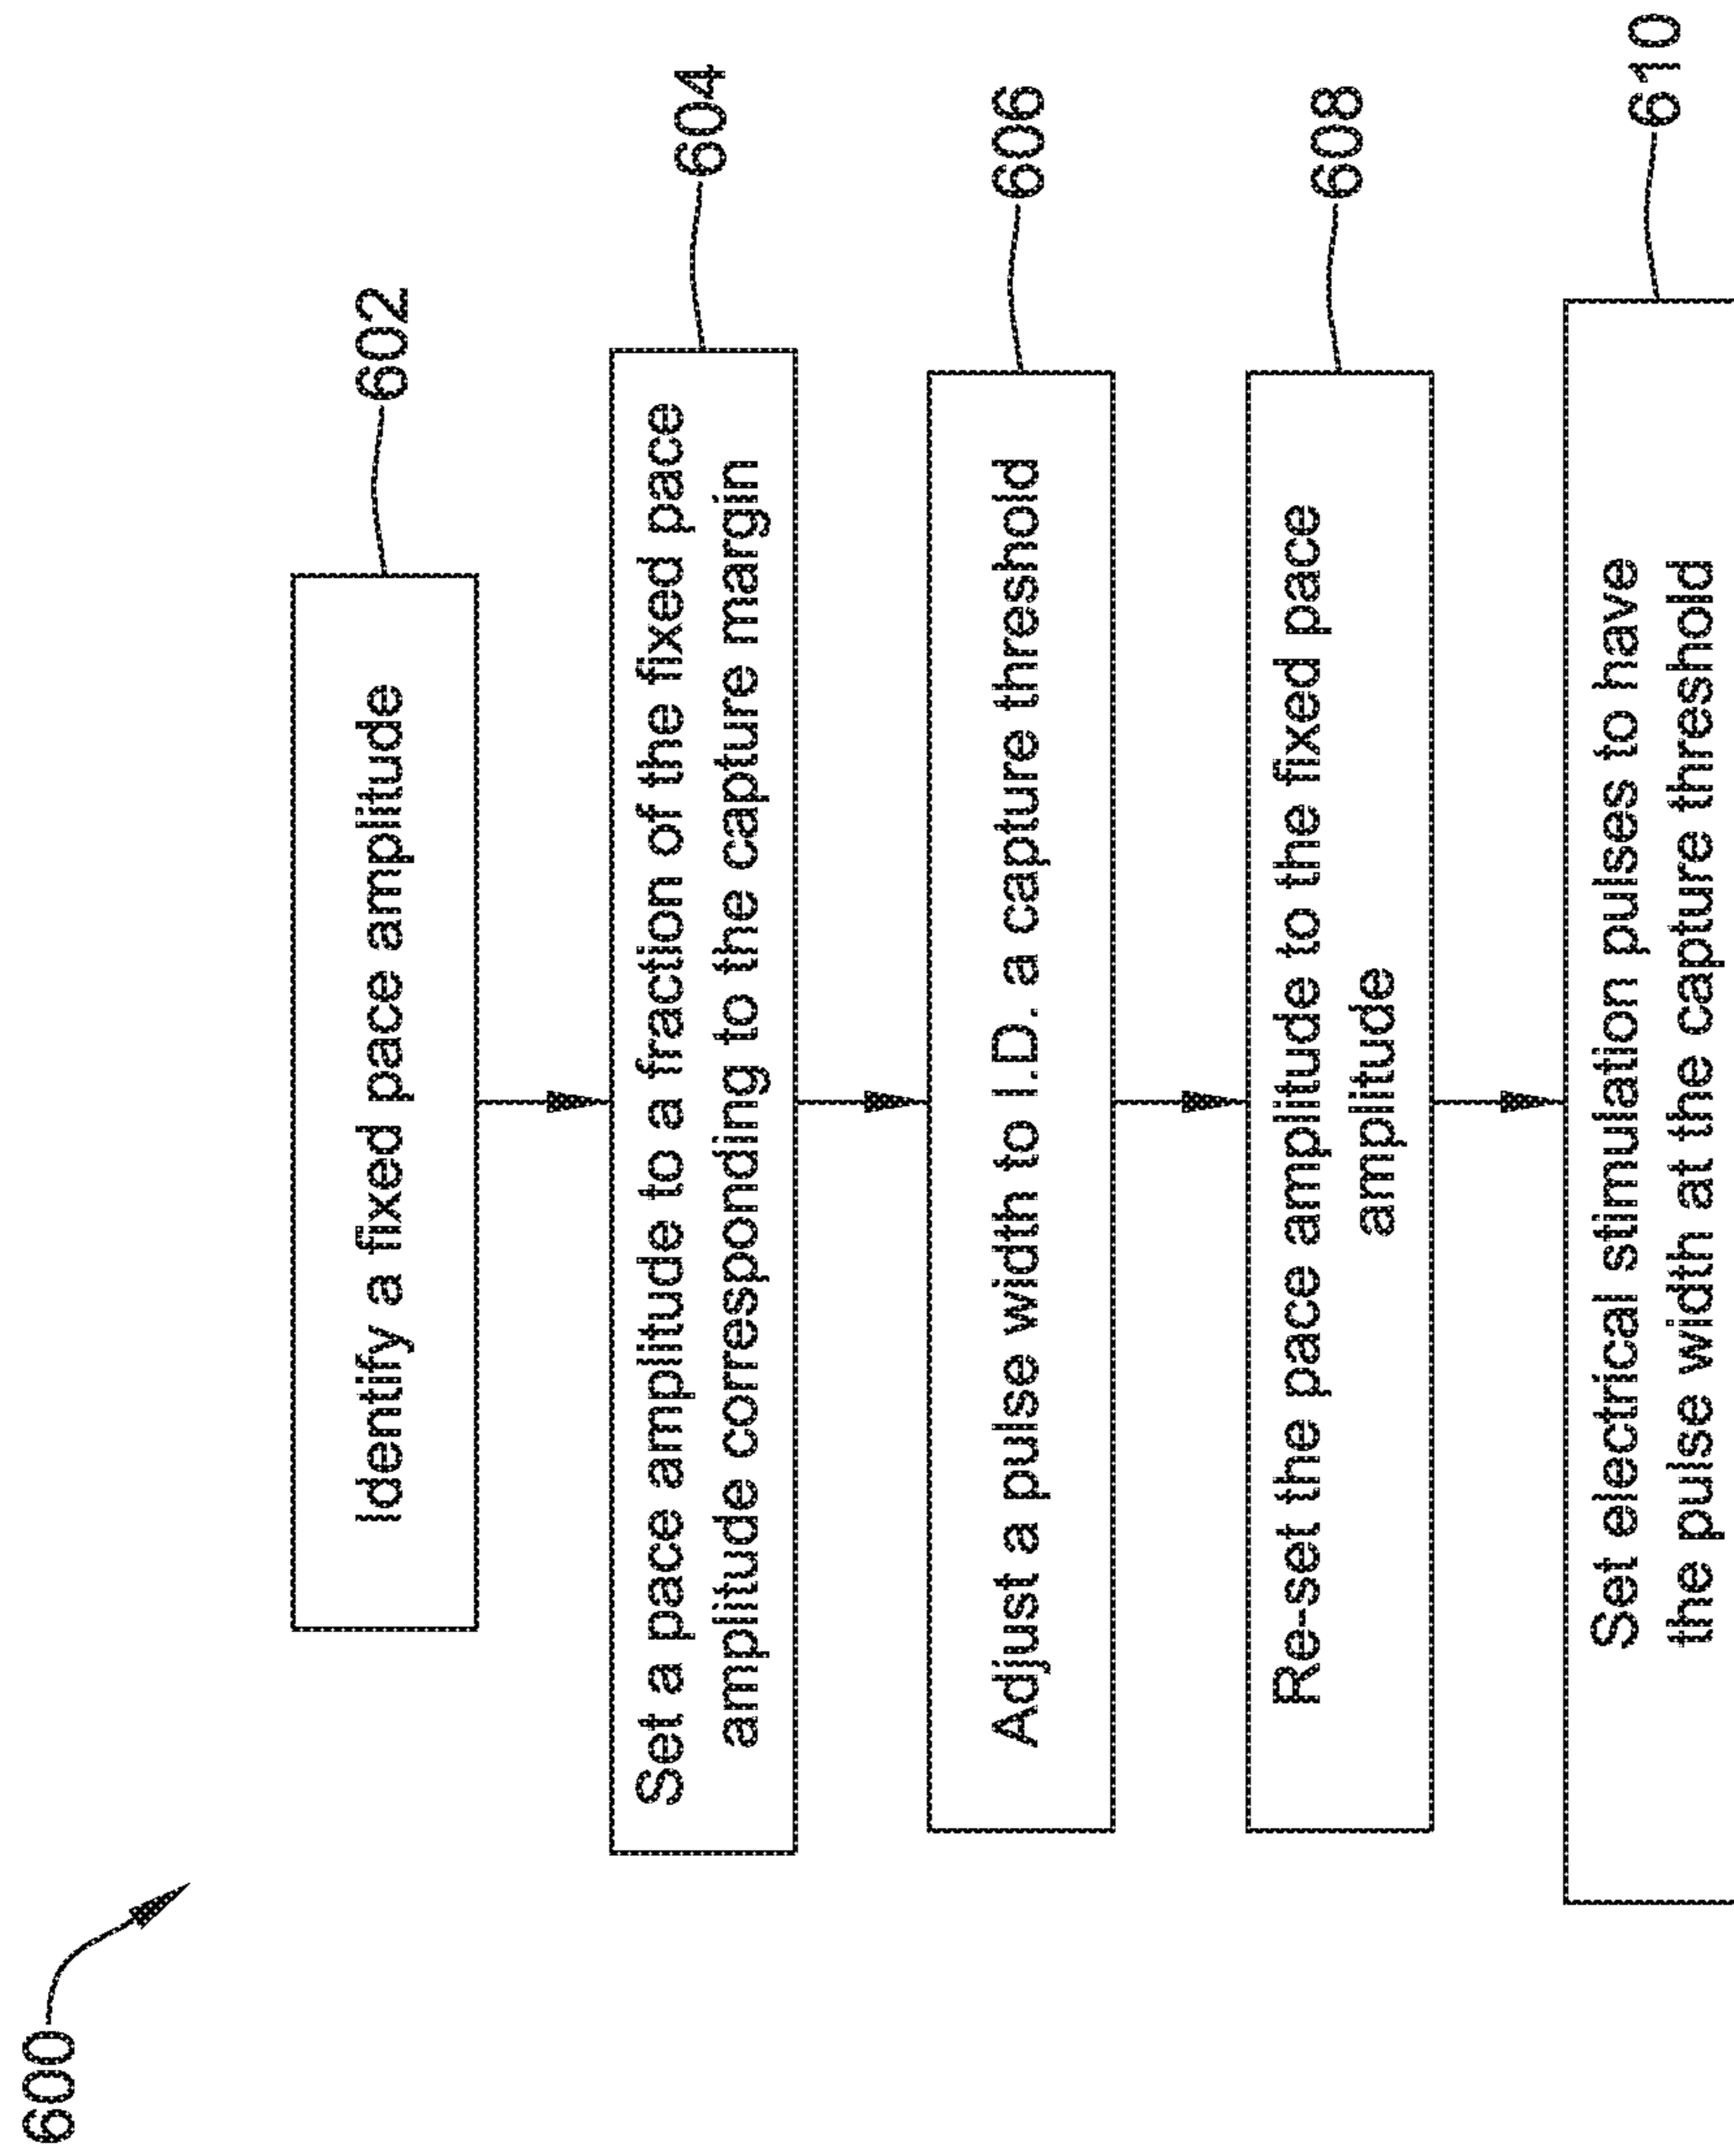 600
Identify a fixed pace amplitude
602
Set a pace amplitude to a fraction of the fixed pace
amplitude corresponding to the capture margin
604
Adjust a pulse width to I.D. a capture threshold
606
Re-set the pace amplitude to the fixed pace
amplitude
608
Set electrical stimulation pulses to have
the pulse width at the capture threshold
610